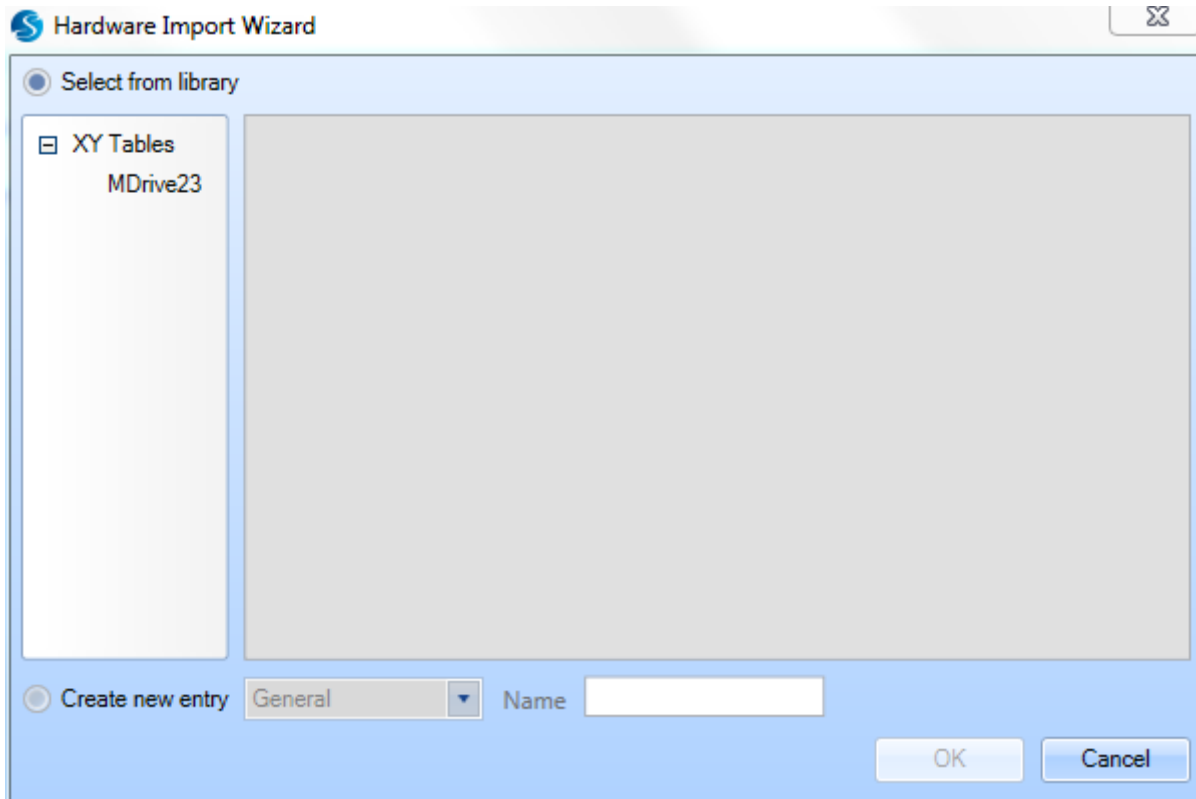 Hardware Import Wizard
Select from library
XY Tables
MDrive23
Create new entry General Name
OK Cancel